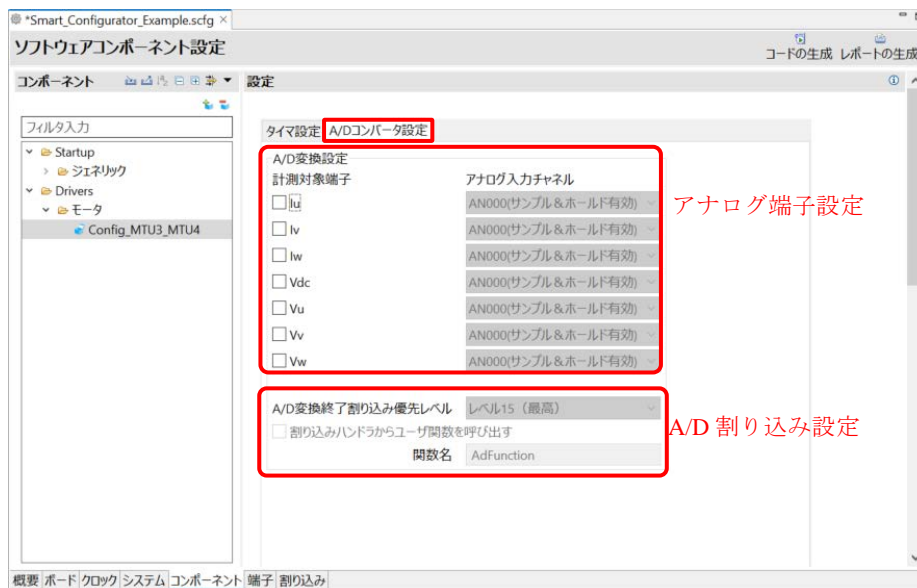 *Smart_Configurator_Example.scfg
ソフトウェアコンポーネント設定
コードの生成 レポートの生成
コンポーネント
設定
フィルタ入力
Startup
ジェネリック
Drivers
モータ
Config_MTU3_MTU4
タイマ設定 A/Dコンバータ設定
A/D変換設定
計測対象端子 アナログ入力チャネル
Iu AN000(サンプル&ホールド有効)
Iv AN000(サンプル&ホールド有効)
Iw AN000(サンプル&ホールド有効)
Vdc AN000(サンプル&ホールド有効)
Vu AN000(サンプル&ホールド有効)
Vv AN000(サンプル&ホールド有効)
Vw AN000(サンプル&ホールド有効)
アナログ端子設定
A/D変換終了割り込み優先レベル レベル15（最高）
割り込みハンドラからユーザ関数を呼び出す
関数名 AdFunction
A/D 割り込み設定
概要 ボード クロック システム コンポーネント 端子 割り込み